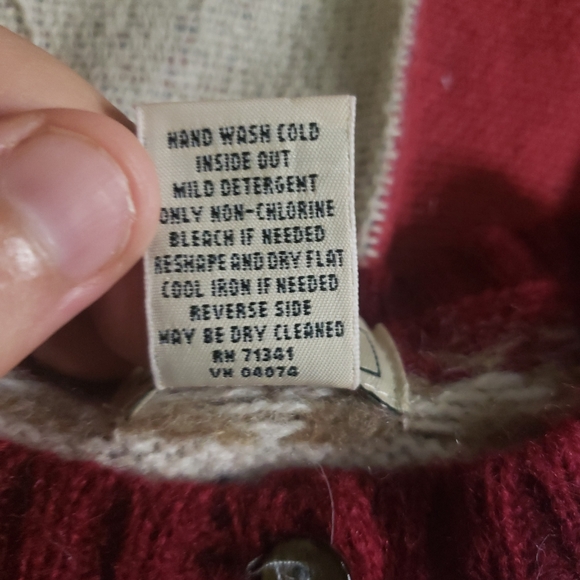 HAND WASH COLD
INSIDE OUT
MILD DETERGENT
ONLY NON-CHLORINE
BLEACH IF NEEDED
RESHAPE AND DRY FLAT
COOL IRON IF NEEDED
REVERSE SIDE
MAY BE DRY CLEANED
RN 71341
VN 04074